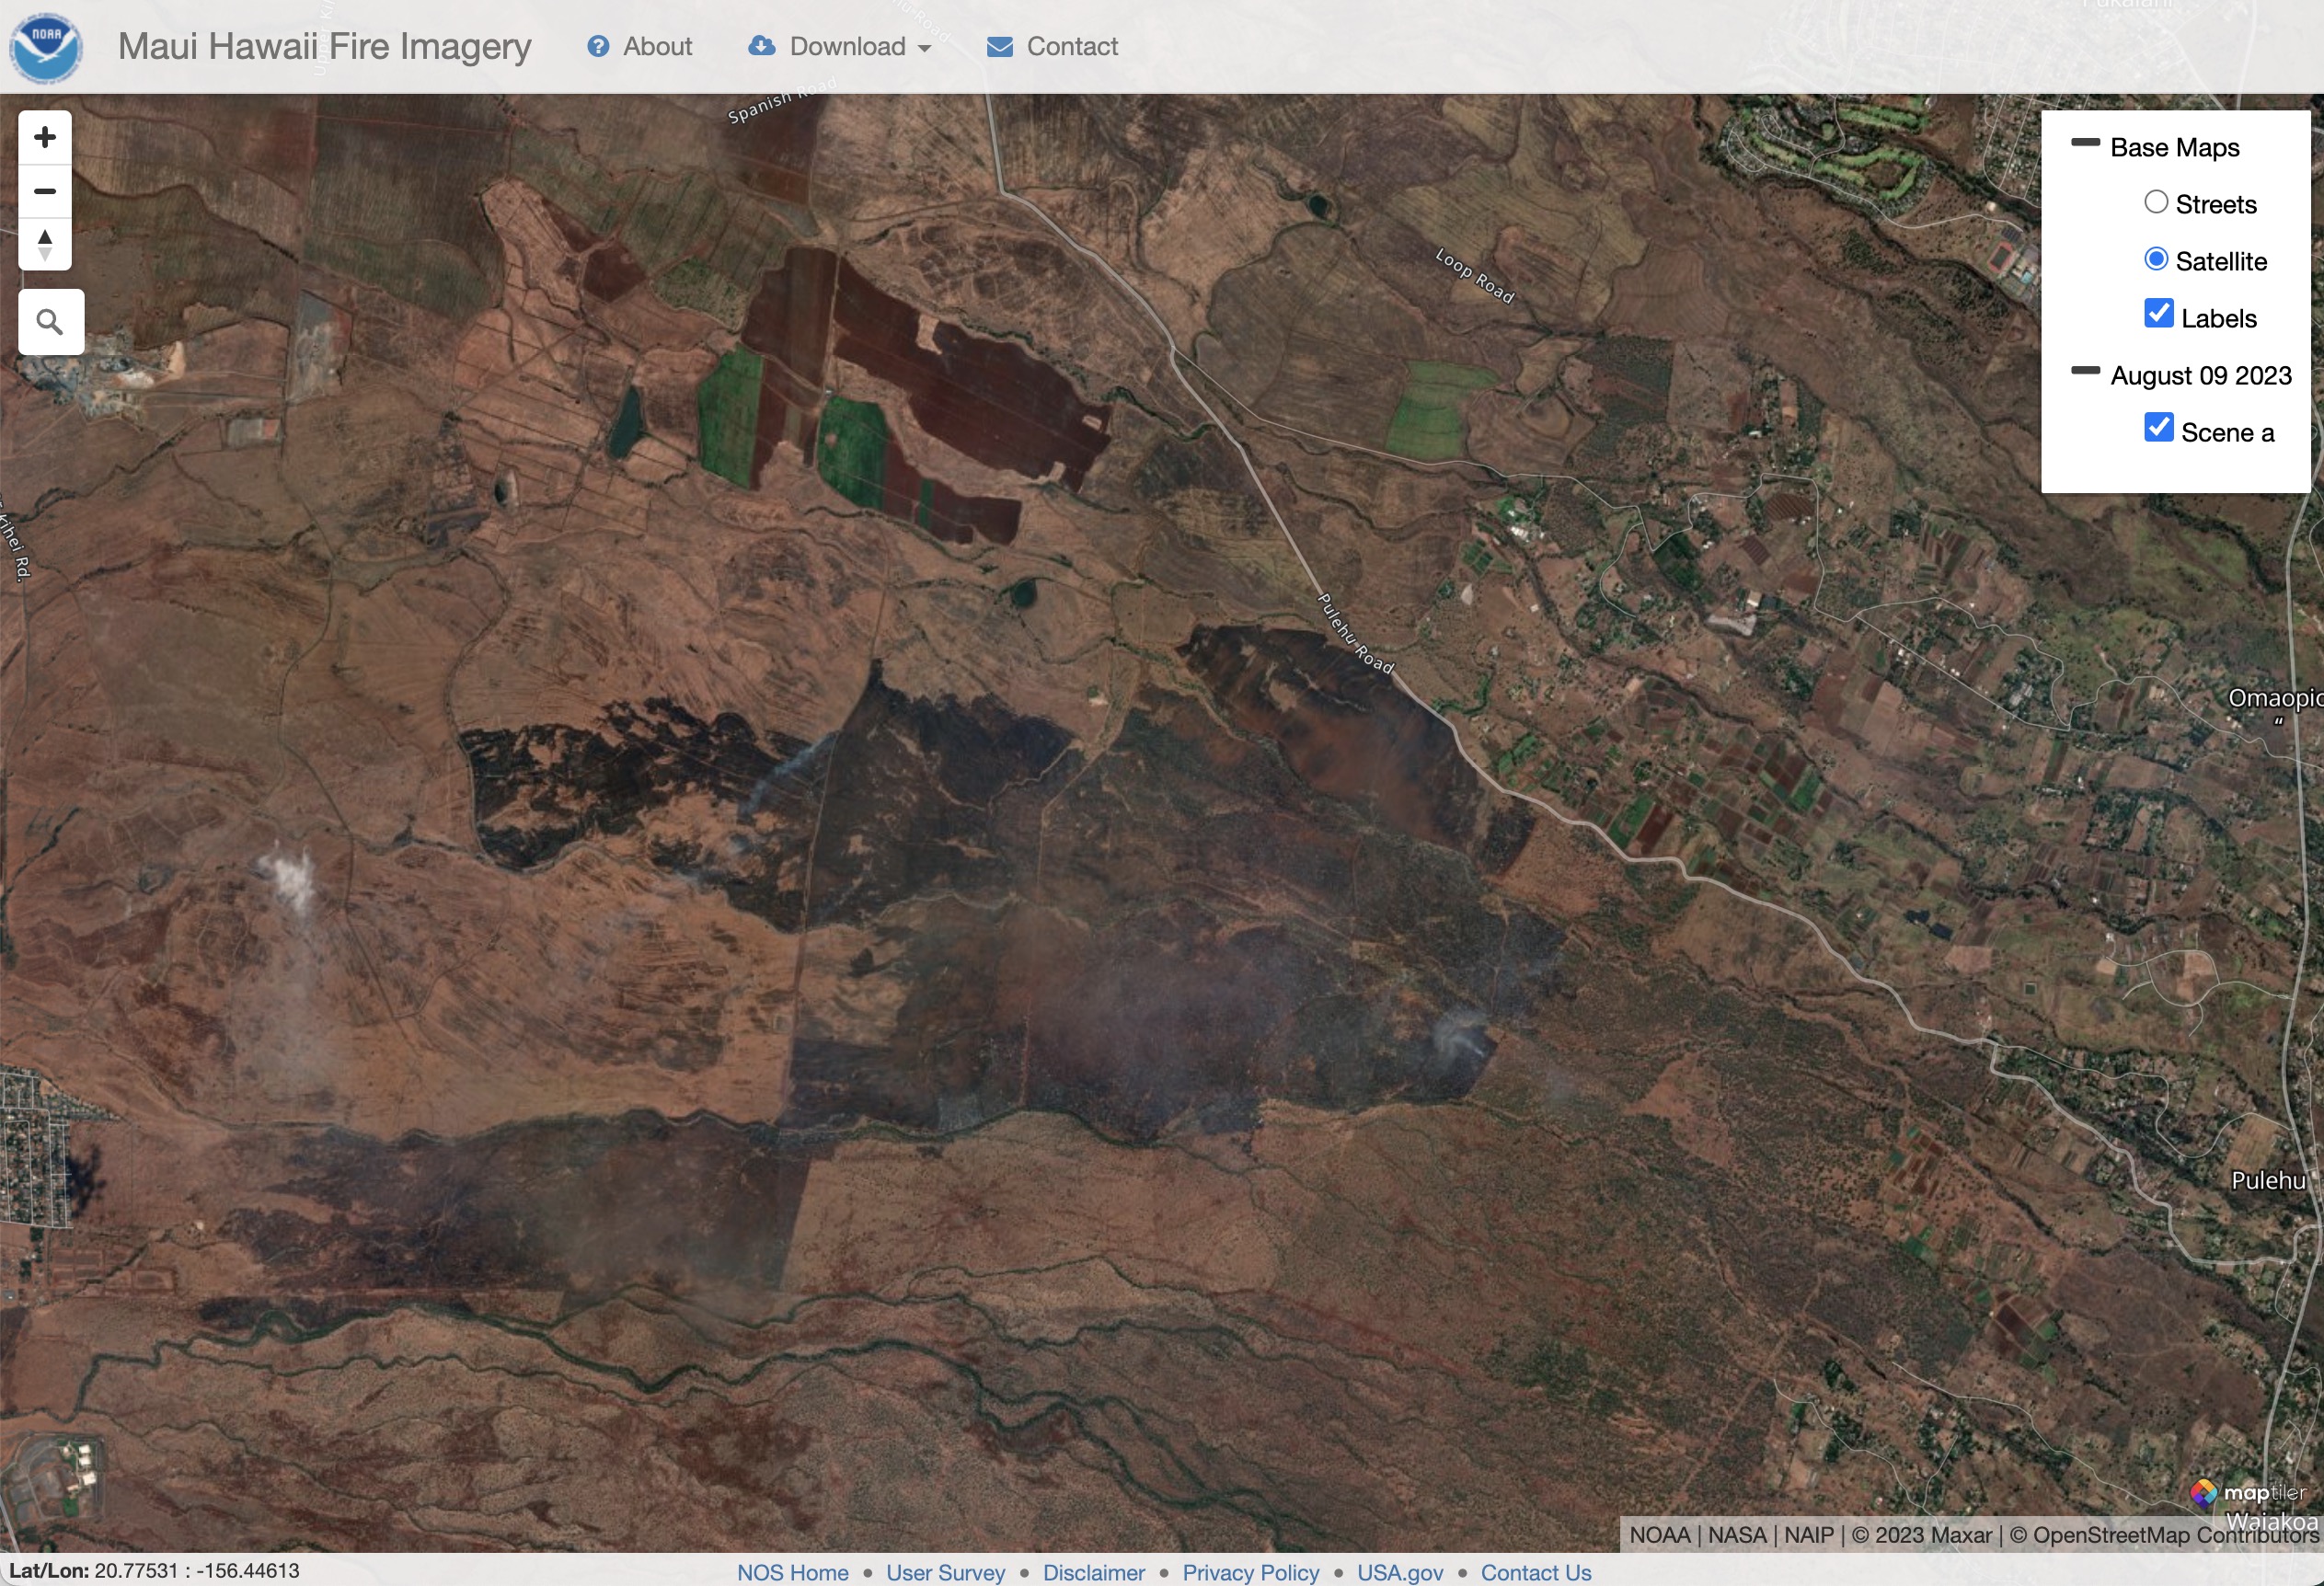 NOAA
Maui Hawaii Fire Imagery
About
Download
Contact
Spanish Road
Base Maps
Streets
Satellite
Labels
August 09 2023
Scene a
Loop Road
Kihei Rd.
Pulehu Road
Omaopio
Pulehu
maptiler
Waiakoa
NOAA | NASA | NAIP | © 2023 Maxar | © OpenStreetMap Contributors
Lat/Lon: 20.77531 : -156.44613
NOS Home • User Survey • Disclaimer • Privacy Policy • USA.gov • Contact Us